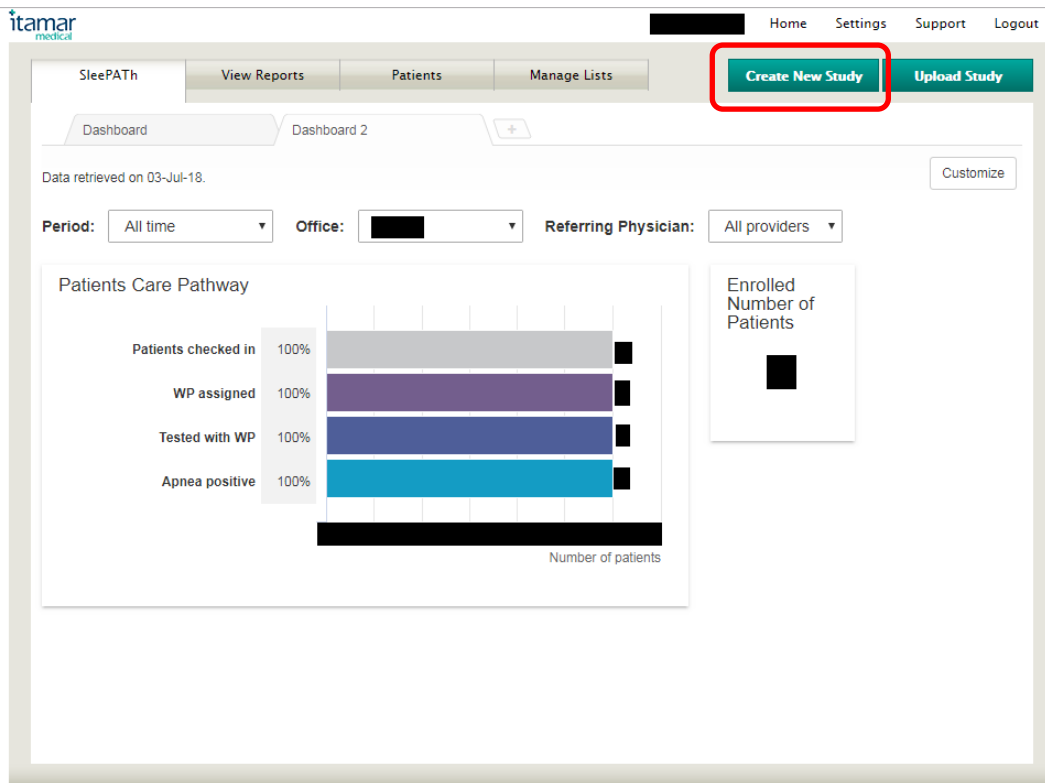 itamar
medical
Home Settings Support Logout
SleePATh View Reports Patients Manage Lists Create New Study Upload Study
Dashboard Dashboard 2 +
Data retrieved on 03-Jul-18. Customize
Period: All time Office: Referring Physician: All providers
Patients Care Pathway
Enrolled
Number of
Patients
Patients checked in 100%
WP assigned 100%
Tested with WP 100%
Apnea positive 100%
Number of patients